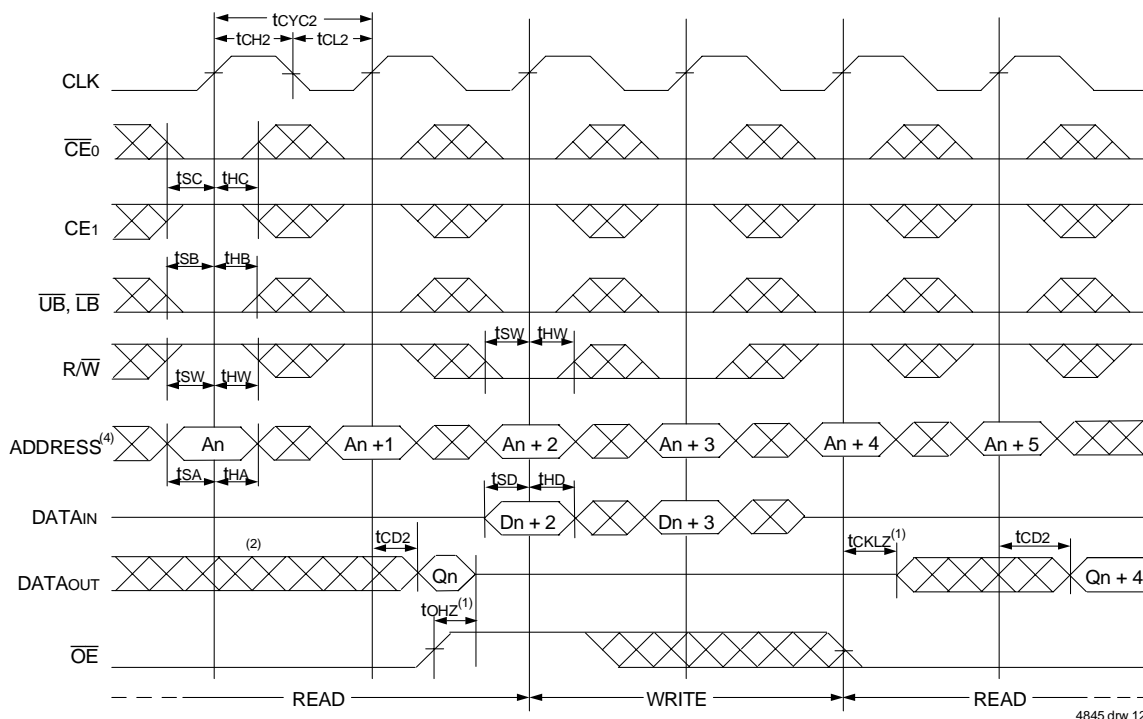 tCYC2
tCH2 tCL2
CLK
CE0
tSC tHC
CE1
tSB tHB
UB, LB
tSW tHW
R/W
tSW tHW
ADDRESS(4) An An + 1 An + 2 An + 3 An + 4 An + 5
tSA tHA
tSD tHD
DATAIN Dn + 2 Dn + 3
tCD2 tCKLZ(1) tCD2
(2)
DATAOUT Qn Qn + 4
tOHZ(1)
OE
READ WRITE READ
4845 drw 12